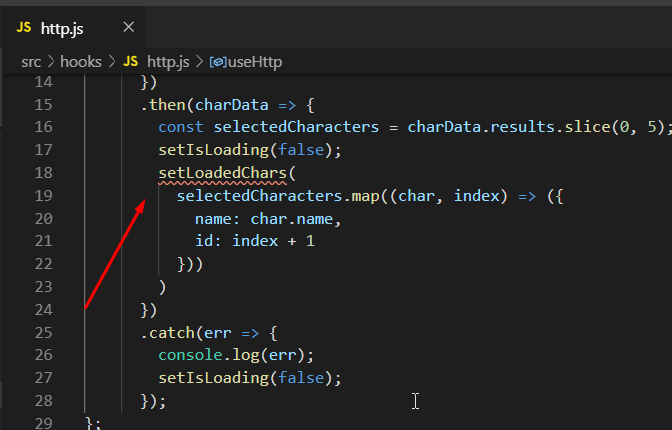 JS http.js ×
src > hooks > JS http.js > useHttp
14 })
15 .then(charData => {
16 const selectedCharacters = charData.results.slice(0, 5);
17 setIsLoading(false);
18 setLoadedChars(
19 selectedCharacters.map((char, index) => ({
20 name: char.name,
21 id: index + 1
22 }))
23 )
24 })
25 .catch(err => {
26 console.log(err);
27 setIsLoading(false);
28 });
29 };